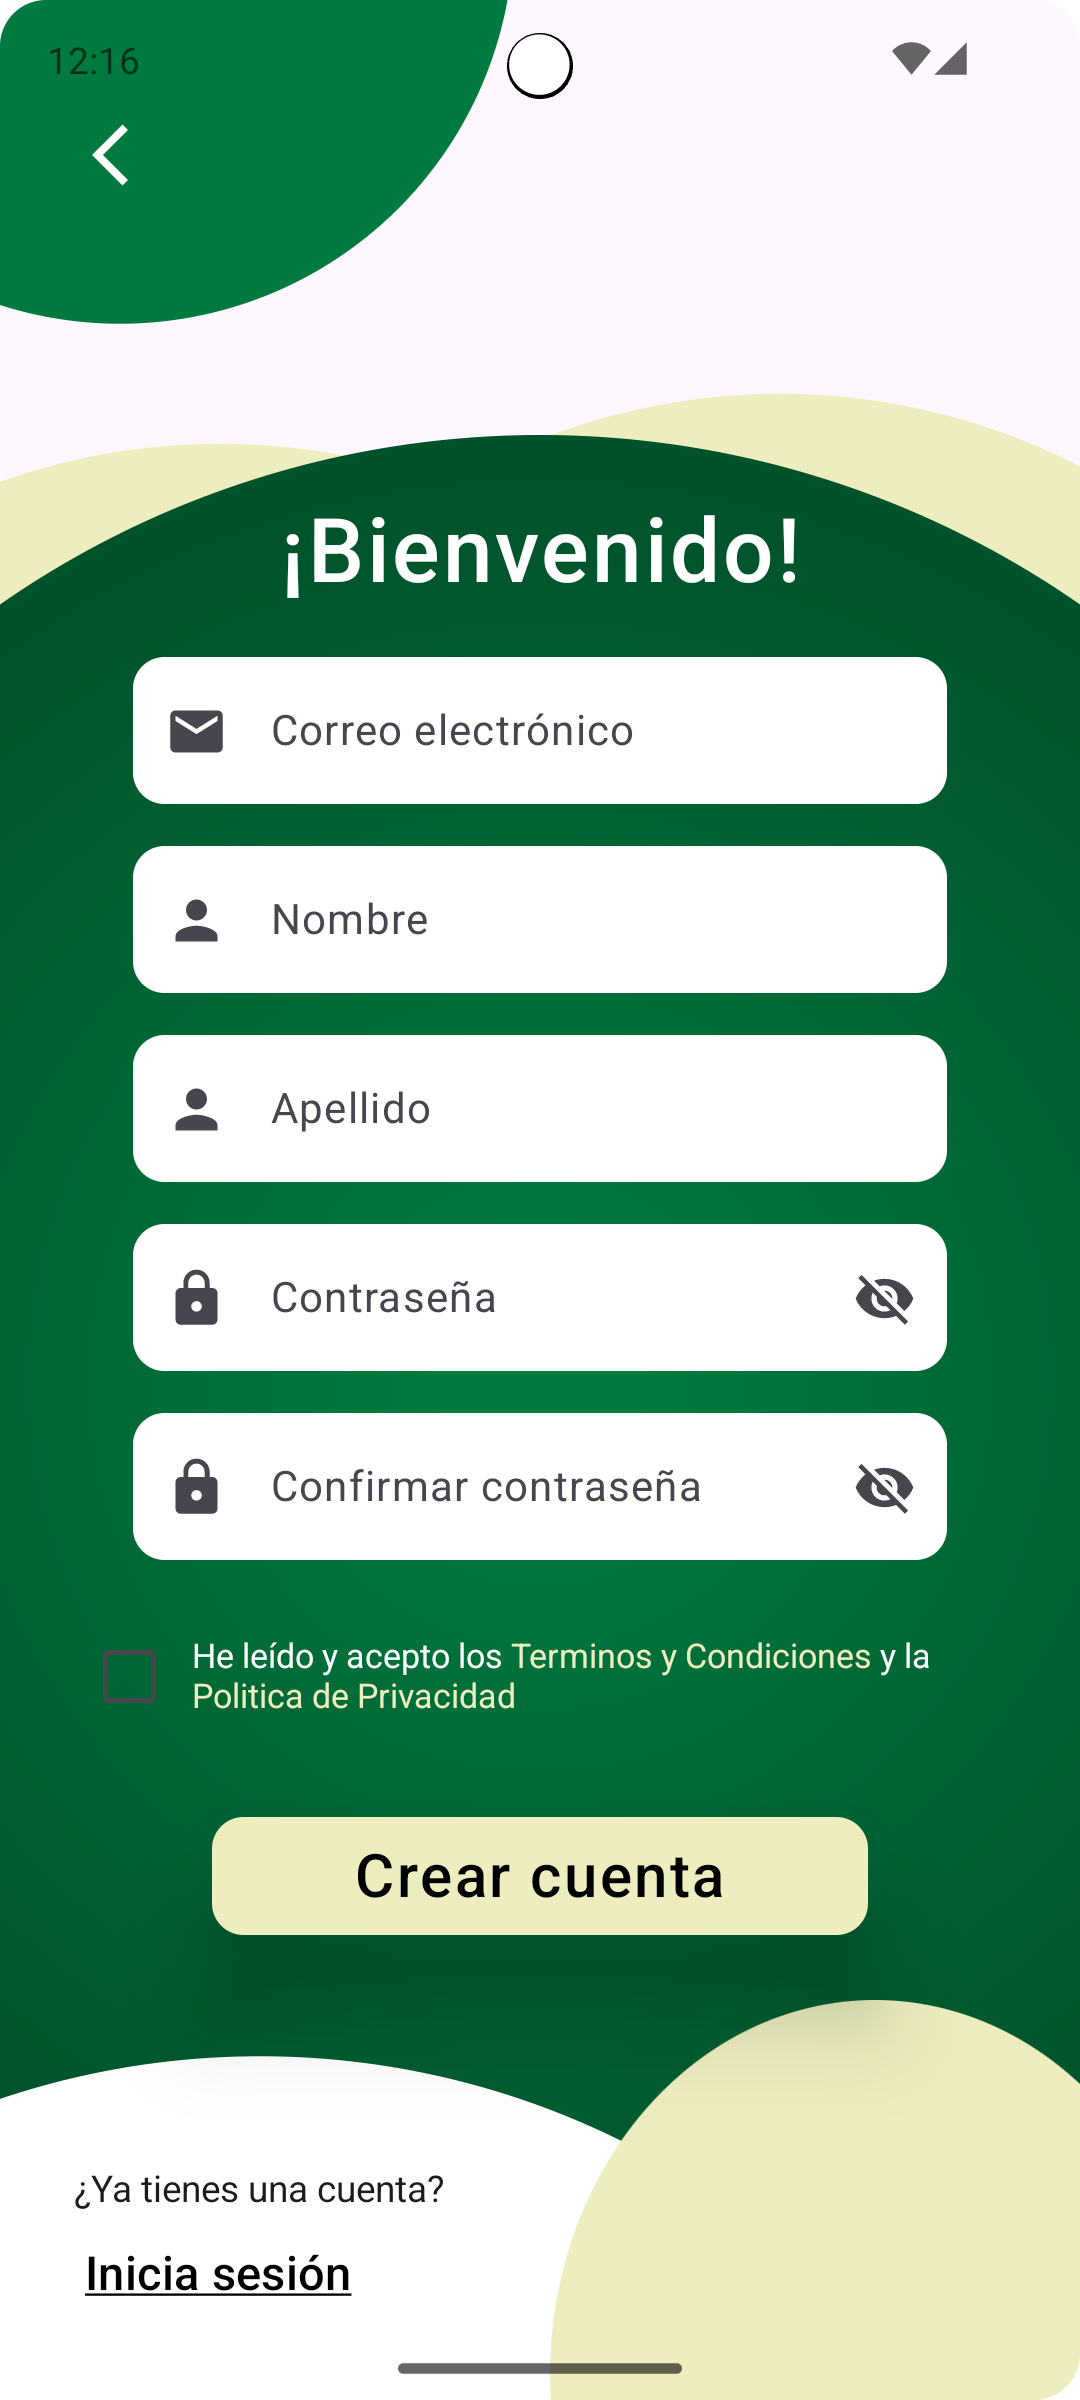 12:16
¡Bienvenido!
Correo electrónico
Nombre
Apellido
Contraseña
Confirmar contraseña
He leído y acepto los Terminos y Condiciones y la
Politica de Privacidad
Crear cuenta
¿Ya tienes una cuenta?
Inicia sesión